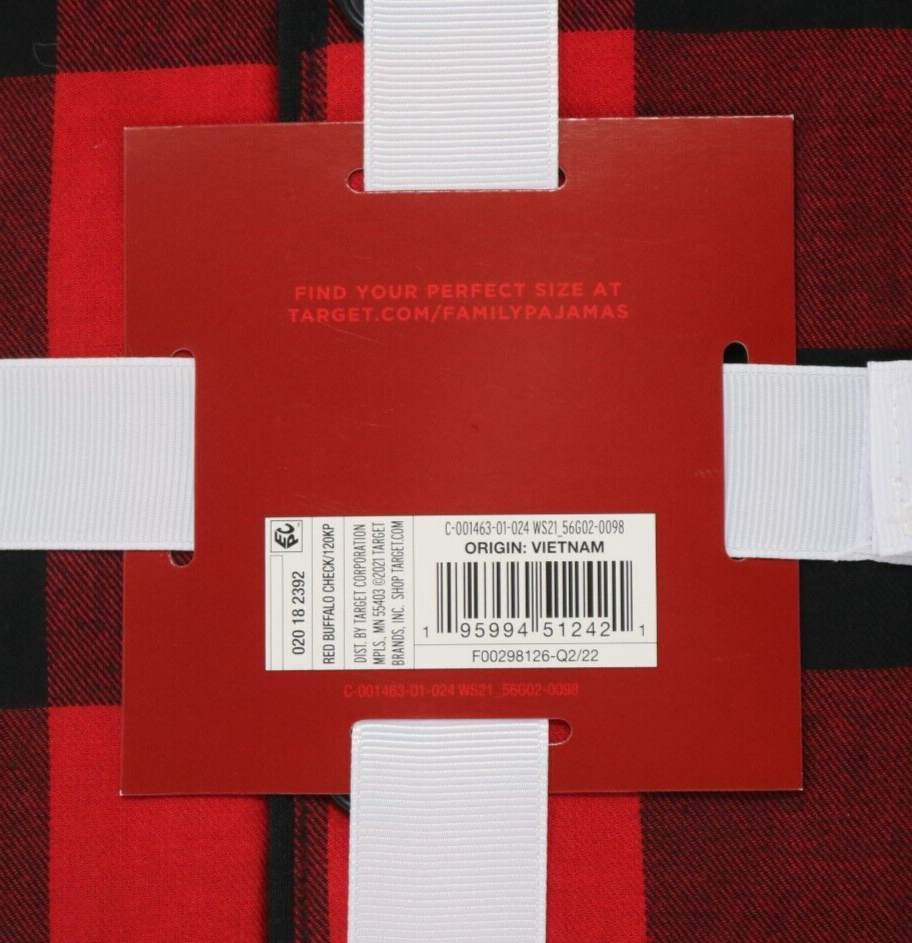 FIND YOUR PERFECT SIZE AT
TARGET.COM/FAMILYPAJAMAS
020 18 2392
RED BUFFALO CHECK/120KP
DIST. BY TARGET CORPORATION
MPLS, MN 55403 ©2021 TARGET
BRANDS, INC. SHOP TARGET.COM
C-001463-01-024 WS21_56G02-0098
ORIGIN: VIETNAM
1 95994 51242 1
F00298126-Q2/22
C-001463-01-024 WS21_56G02-0098